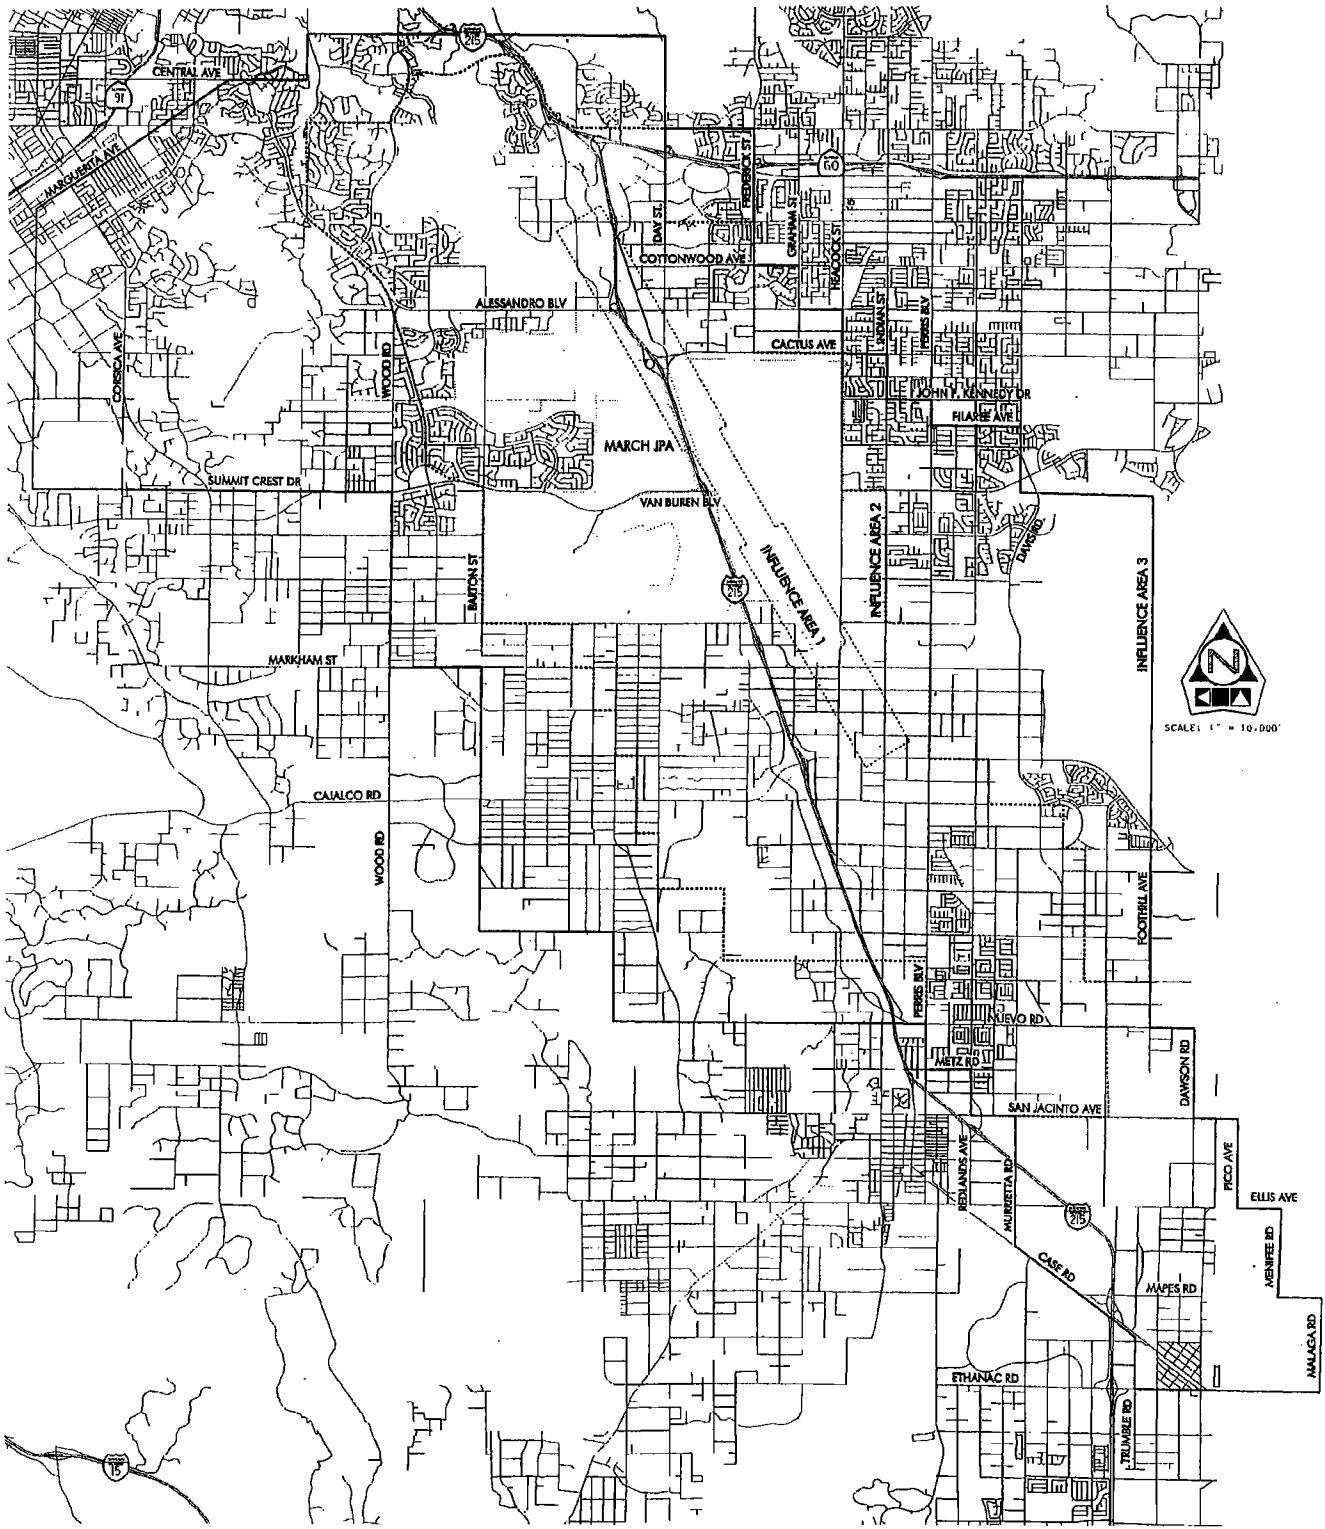 215
CENTRAL AVE
91
MARGUERITA AVE
FREDERICK ST
60
DAY ST.
GRAHAM ST
HEACOCK ST
COTTONWOOD AVE
ALESSANDRO BLV
INDIAN ST
PERRIS BLV
CORSICA AVE
WOOD RD
CACTUS AVE
JOHN F. KENNEDY DR
FILAREE AVE
MARCH JPA
SUMMIT CREST DR
VAN BUREN BLV
DAVIS RD.
INFLUENCE AREA 2
BARTON ST
215
INFLUENCE AREA 1
INFLUENCE AREA 3
N
MARKHAM ST
SCALE: 1" = 10,000'
CAJALCO RD
WOOD RD
FOOTHILL AVE
PERRIS BLV
NUEVO RD
METZ RD
DAWSON RD
SAN JACINTO AVE
REDLANDS AVE
MURRIETTA RD
PICO AVE
ELLIS AVE
215
CASE RD
MENIFEE RD
MAPES RD
MALAGA RD
ETHANAC RD
TRUMBLE RD
15